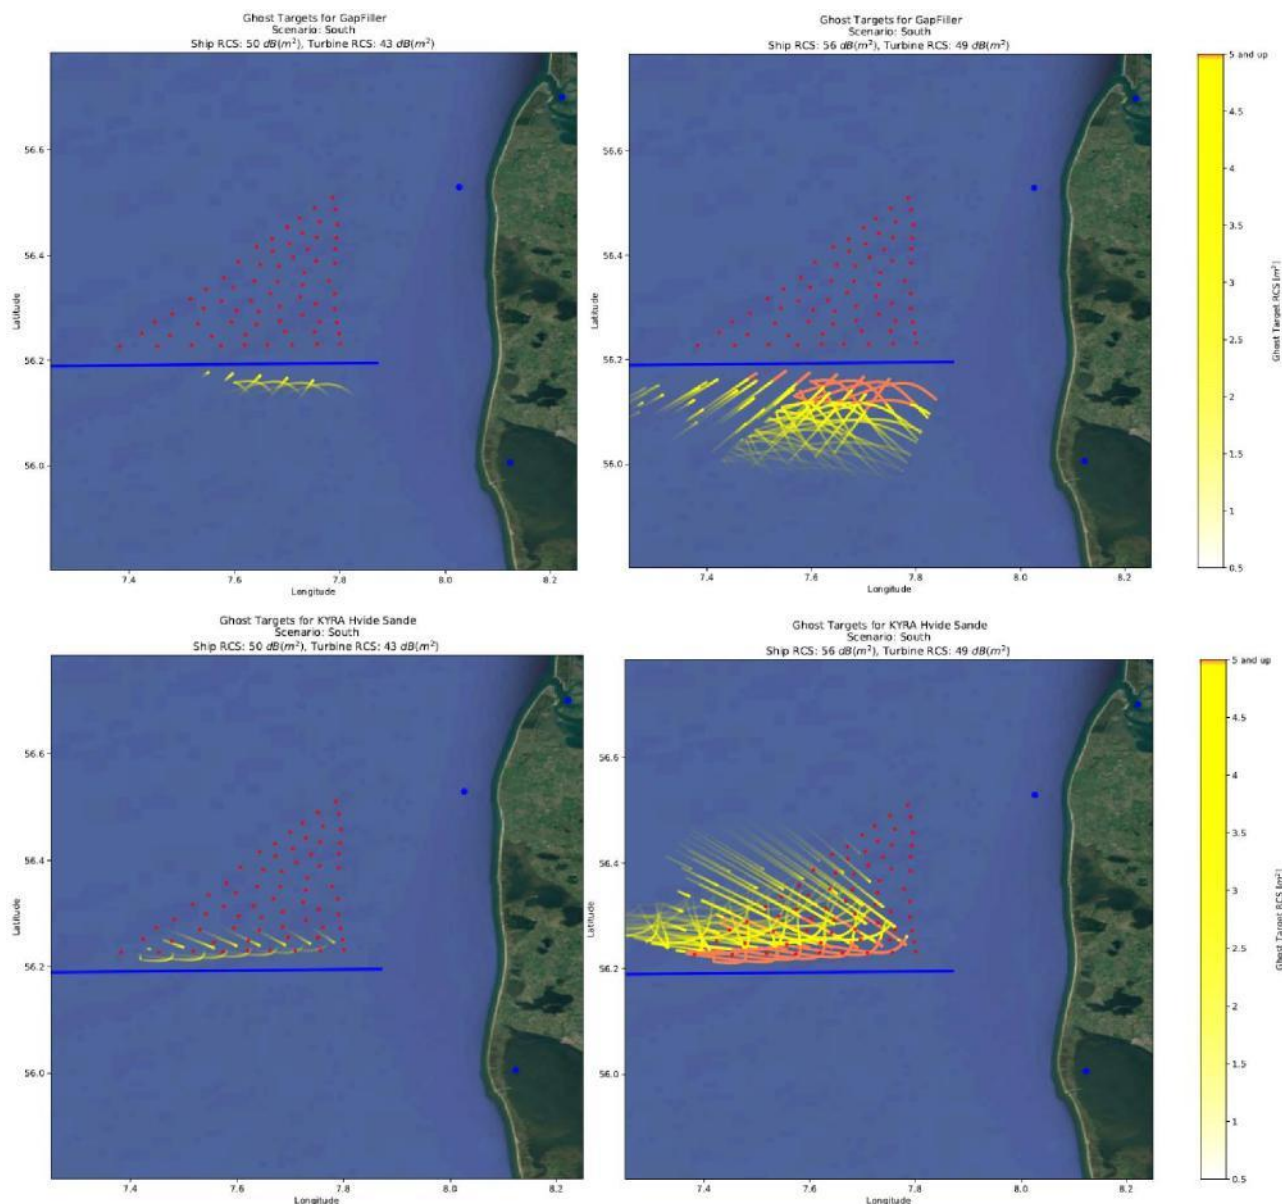 Ghost Targets for GapFiller
Scenario: South
Ship RCS: 50 dB(m²), Turbine RCS: 43 dB(m²)
56.6
56.4
56.2
56.0
Latitude
7.4
7.6
7.8
8.0
8.2
Longitude
Ghost Targets for GapFiller
Scenario: South
Ship RCS: 56 dB(m²), Turbine RCS: 49 dB(m²)
56.6
56.4
56.2
56.0
Latitude
7.4
7.6
7.8
8.0
8.2
Longitude
5 and up
4.5
4
3.5
3
2.5
2
1.5
1
0.5
Ghost Target RCS [m²]
Ghost Targets for KYRA Hvide Sande
Scenario: South
Ship RCS: 50 dB(m²), Turbine RCS: 43 dB(m²)
56.6
56.4
56.2
56.0
Latitude
7.4
7.6
7.8
8.0
8.2
Longitude
Ghost Targets for KYRA Hvide Sande
Scenario: South
Ship RCS: 56 dB(m²), Turbine RCS: 49 dB(m²)
56.6
56.4
56.2
56.0
Latitude
7.4
7.6
7.8
8.0
8.2
Longitude
5 and up
4.5
4
3.5
3
2.5
2
1.5
1
0.5
Ghost Target RCS [m²]